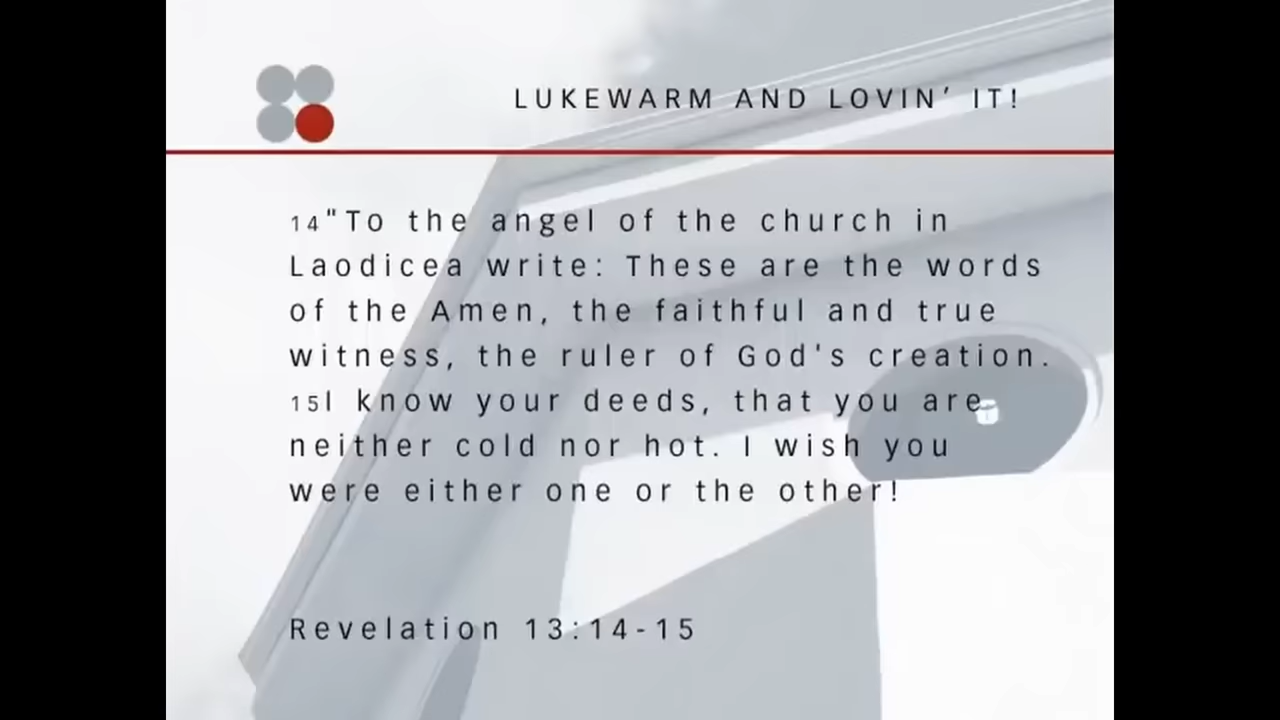 LUKEWARM AND LOVIN’ IT!
14"To the angel of the church in
Laodicea write: These are the words
of the Amen, the faithful and true
witness, the ruler of God's creation.
15I know your deeds, that you are
neither cold nor hot. I wish you
were either one or the other!
Revelation 13:14-15